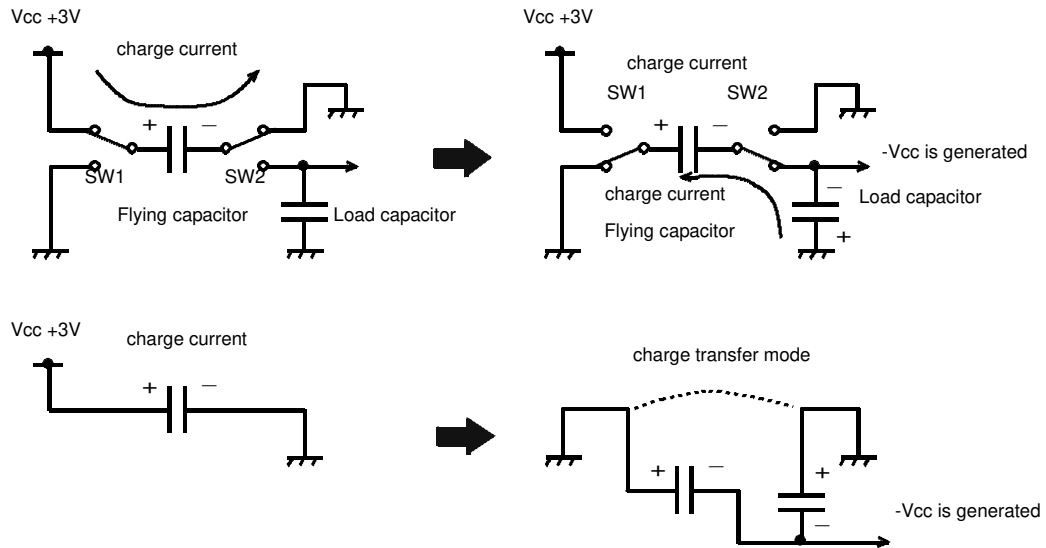 Vcc +3V
charge current
+ −
SW1
SW2
Flying capacitor
Load capacitor
Vcc +3V
charge current
SW1
SW2
+ −
-Vcc is generated
charge current
−
Load capacitor
Flying capacitor
+
Vcc +3V
charge current
+ −
charge transfer mode
+ −
+
-Vcc is generated
−